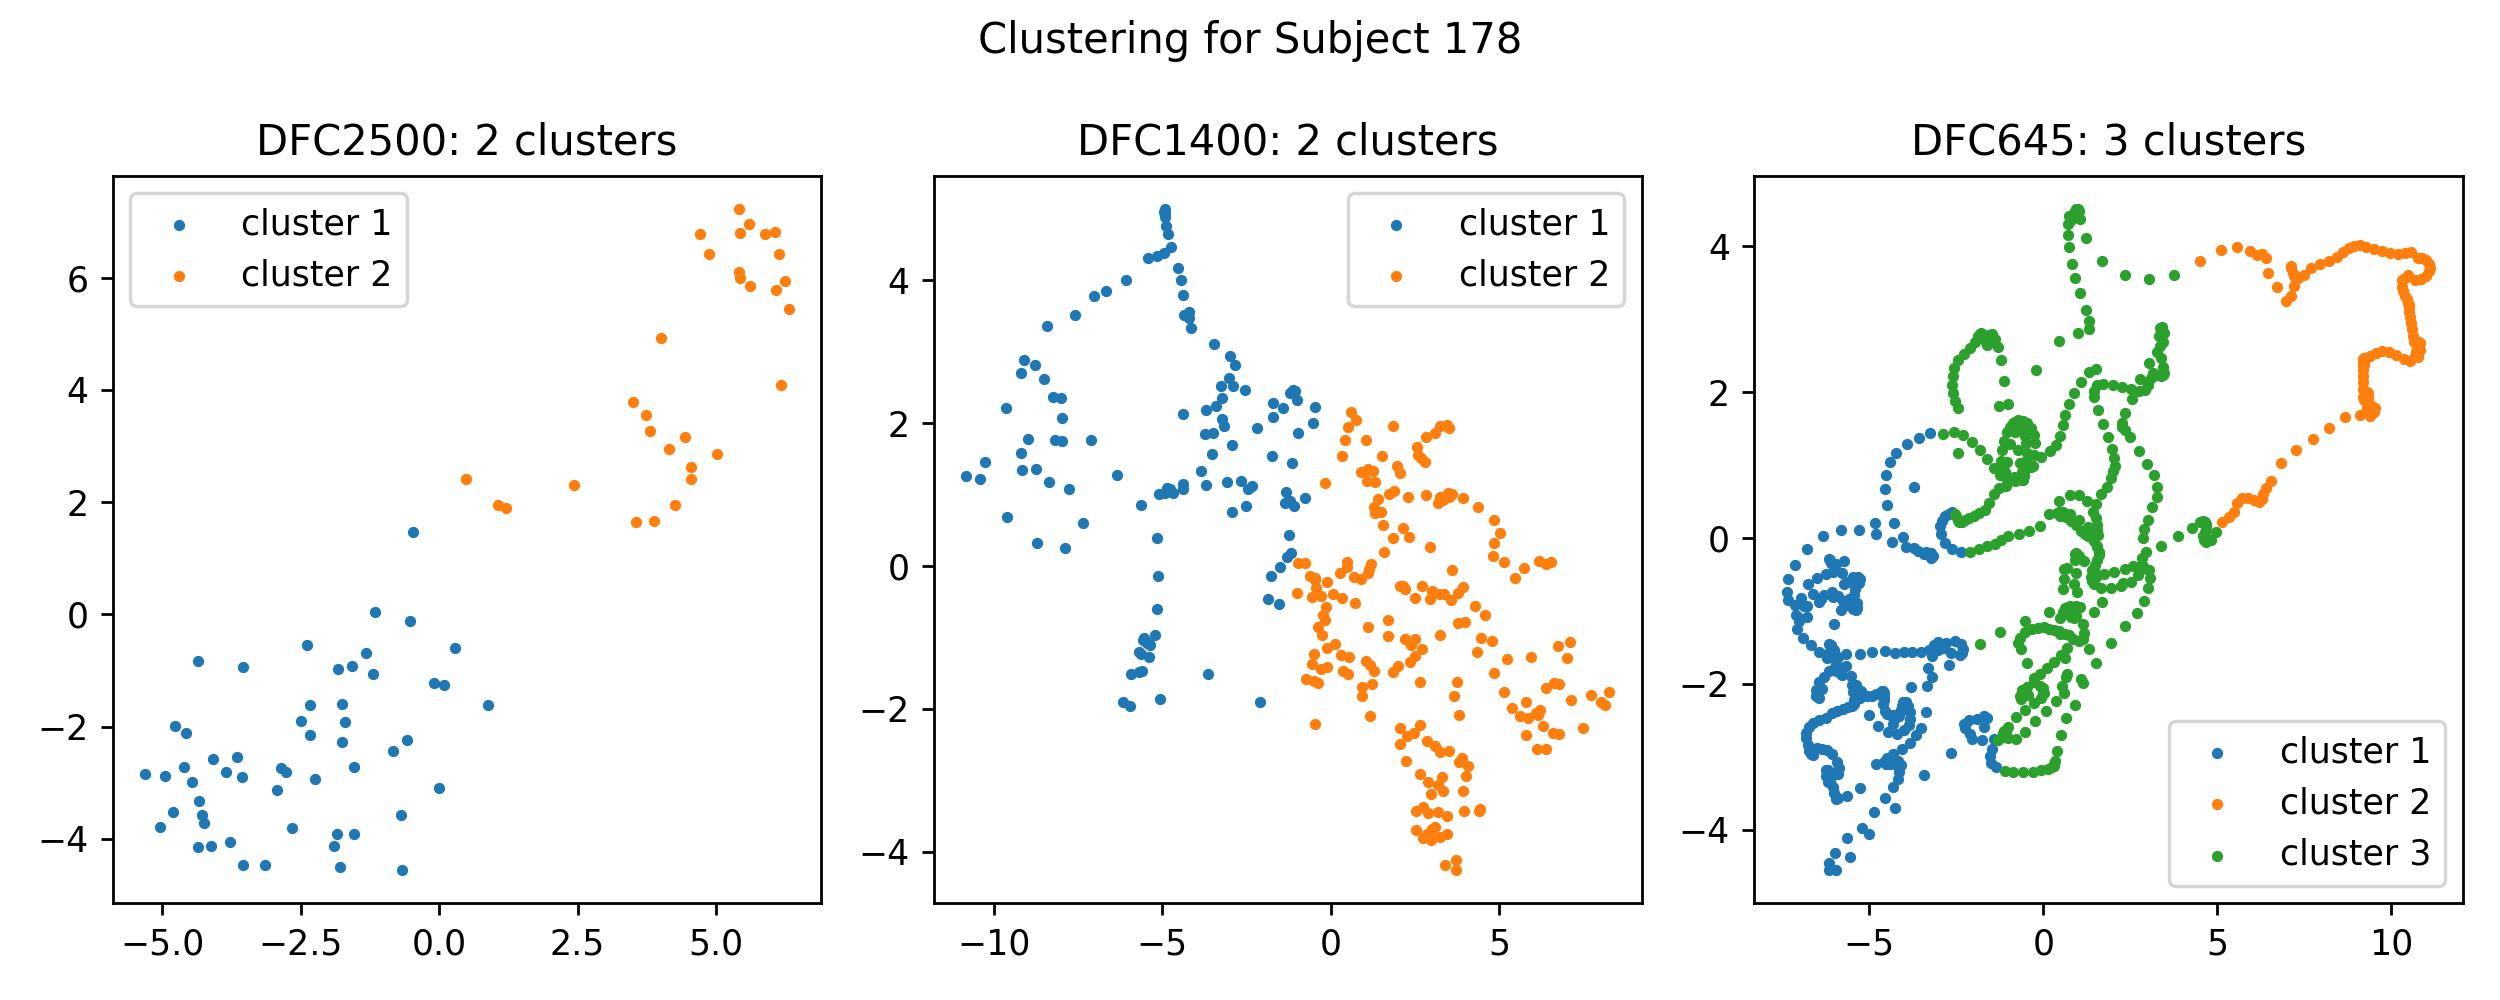 Clustering for Subject 178
DFC2500: 2 clusters
cluster 1
cluster 2
6
4
2
0
−2
−4
−5.0 −2.5 0.0 2.5 5.0
DFC1400: 2 clusters
cluster 1
cluster 2
4
2
0
−2
−4
−10 −5 0 5
DFC645: 3 clusters
4
2
0
−2
−4
cluster 1
cluster 2
cluster 3
−5 0 5 10